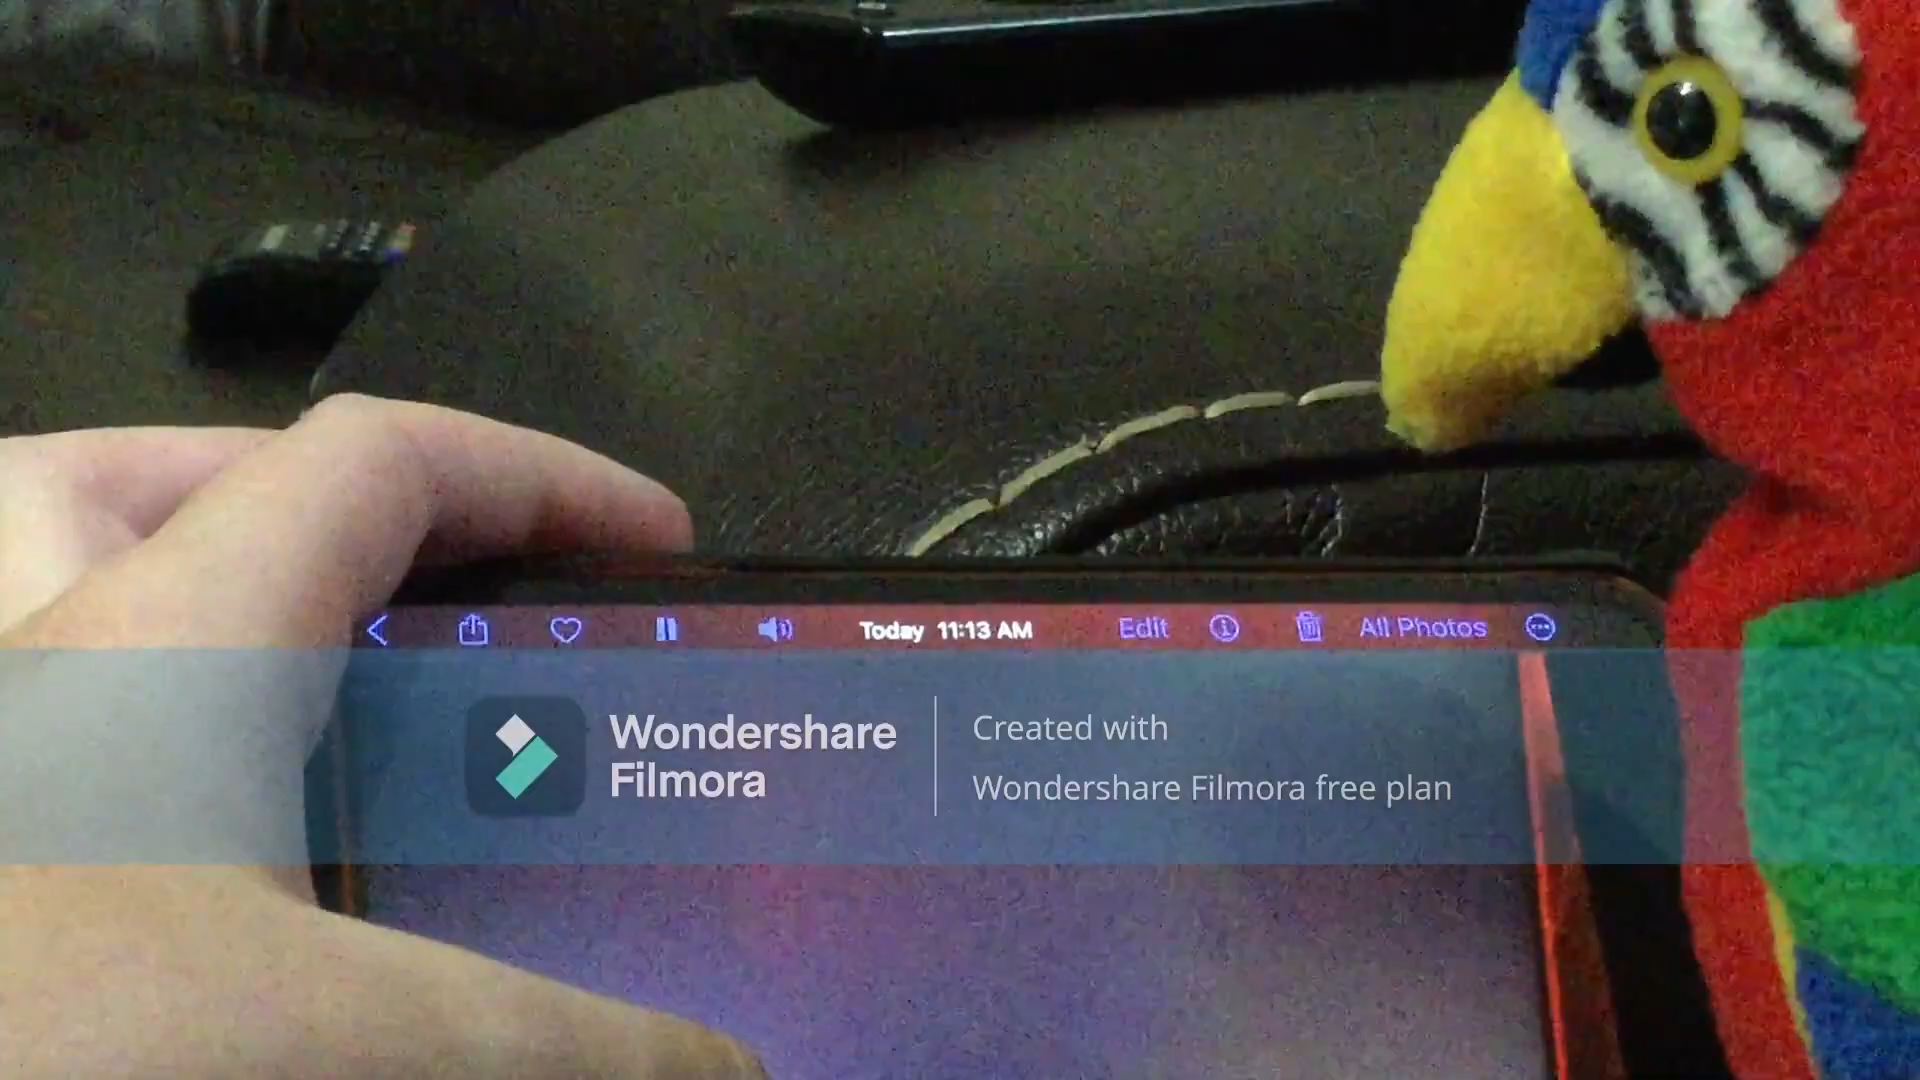 Today 11:13 AM
Edit
All Photos
Wondershare
Filmora
Created with
Wondershare Filmora free plan